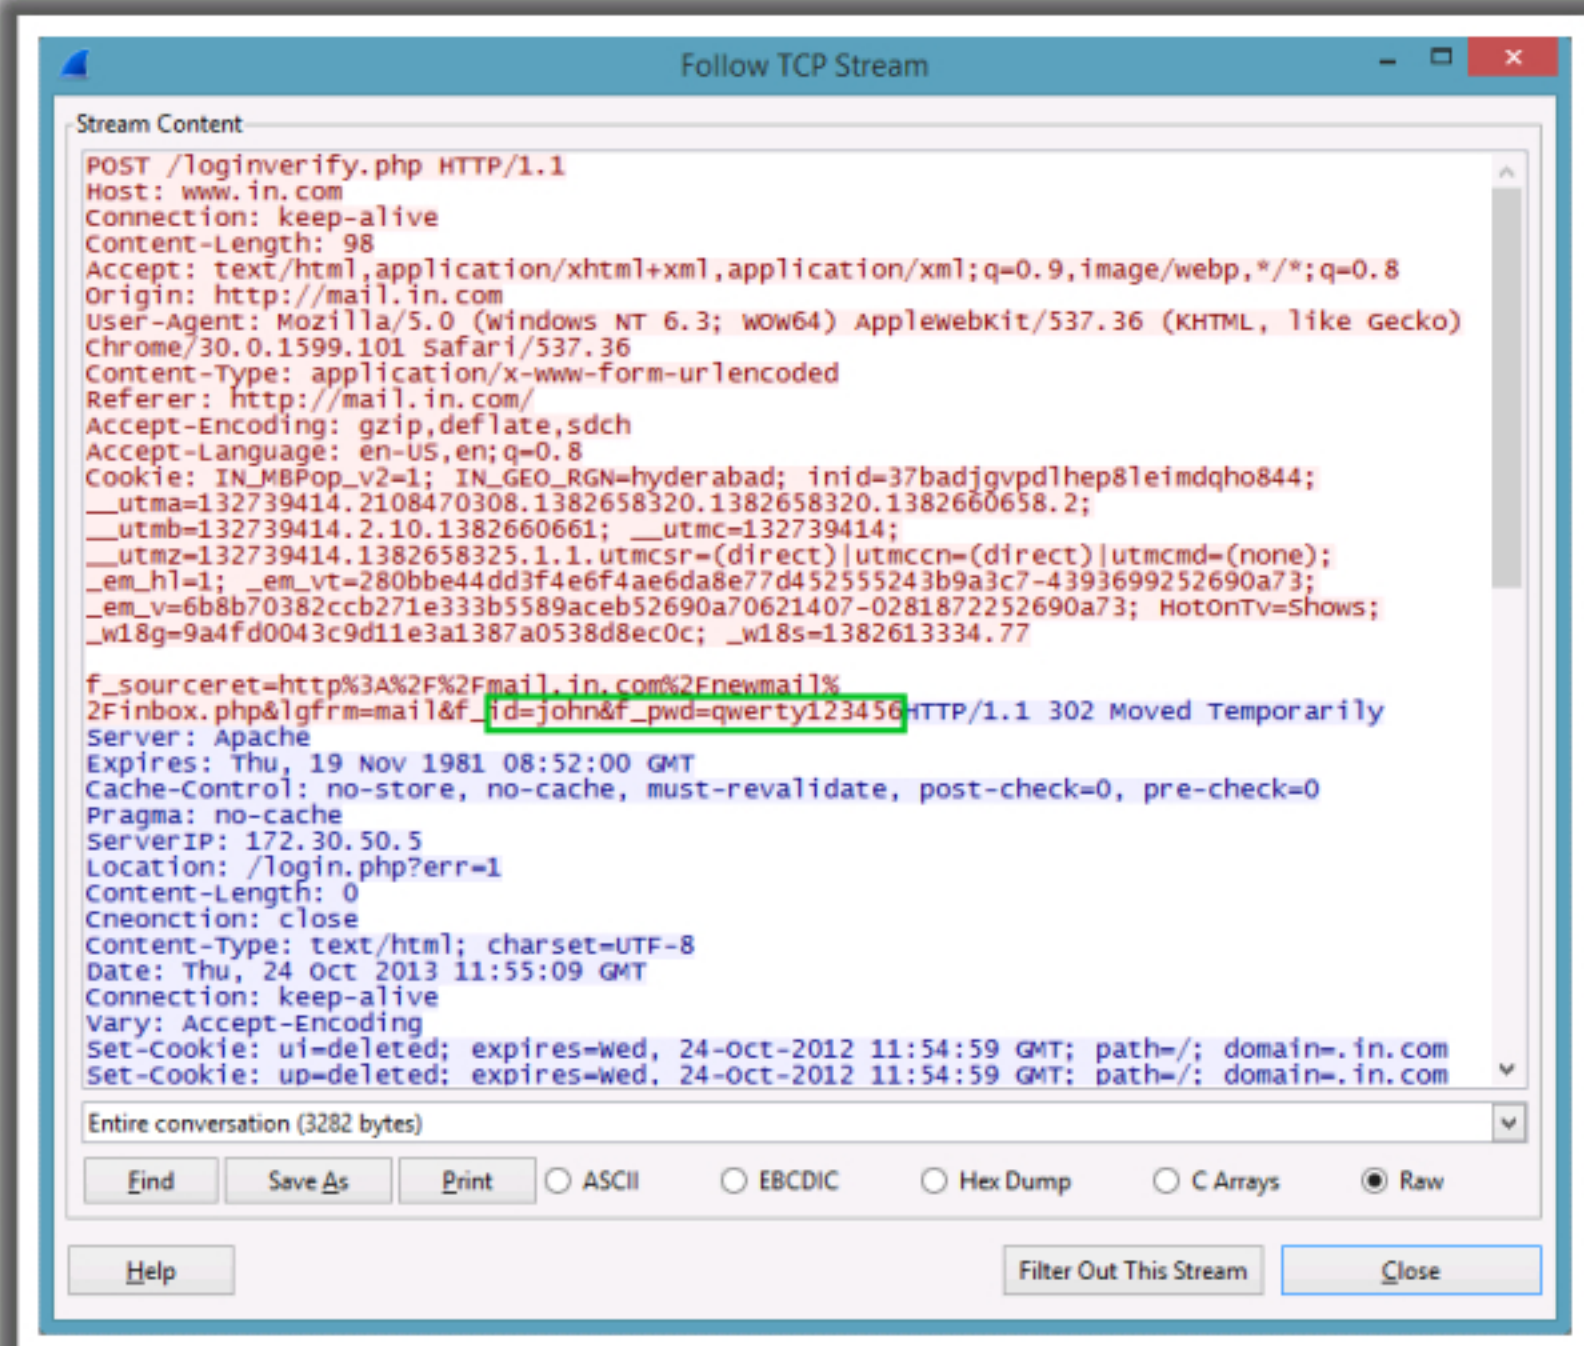 Follow TCP Stream
Stream Content
POST /loginverify.php HTTP/1.1
Host: www.in.com
Connection: keep-alive
Content-Length: 98
Accept: text/html,application/xhtml+xml,application/xml;q=0.9,image/webp,*/*;q=0.8
Origin: http://mail.in.com
User-Agent: Mozilla/5.0 (Windows NT 6.3; WOW64) AppleWebKit/537.36 (KHTML, like Gecko)
Chrome/30.0.1599.101 Safari/537.36
Content-Type: application/x-www-form-urlencoded
Referer: http://mail.in.com/
Accept-Encoding: gzip,deflate,sdch
Accept-Language: en-US,en;q=0.8
Cookie: IN_MBPop_v2=1; IN_GEO_RGN=hyderabad; inid=37badjgvpdlhep8leimdqho844;
__utma=132739414.2108470308.1382658320.1382658320.1382660658.2;
__utmb=132739414.2.10.1382660661; __utmc=132739414;
__utmz=132739414.1382658325.1.1.utmcsr=(direct)|utmccn=(direct)|utmcmd=(none);
_em_hl=1; _em_vt=280bbe44dd3f4e6f4ae6da8e77d452555243b9a3c7-4393699252690a73;
_em_v=6b8b70382ccb271e333b5589aceb52690a70621407-0281872252690a73; HotOnTv=Shows;
_w18g=9a4fd0043c9d11e3a1387a0538d8ec0c; _w18s=1382613334.77
f_sourceret=http%3A%2F%2Fmail.in.com%2Fnewmail%
2Finbox.php&lgfrm=mail&f_id=john&f_pwd=qwerty123456HTTP/1.1 302 Moved Temporarily
Server: Apache
Expires: Thu, 19 Nov 1981 08:52:00 GMT
Cache-Control: no-store, no-cache, must-revalidate, post-check=0, pre-check=0
Pragma: no-cache
ServerIP: 172.30.50.5
Location: /login.php?err=1
Content-Length: 0
Cneonction: close
Content-Type: text/html; charset=UTF-8
Date: Thu, 24 Oct 2013 11:55:09 GMT
Connection: keep-alive
Vary: Accept-Encoding
Set-Cookie: ui=deleted; expires=Wed, 24-Oct-2012 11:54:59 GMT; path=/; domain=.in.com
Set-Cookie: up=deleted; expires=Wed, 24-Oct-2012 11:54:59 GMT; path=/; domain=.in.com
Entire conversation (3282 bytes)
Find Save As Print ASCII EBCDIC Hex Dump C Arrays Raw
Help Filter Out This Stream Close